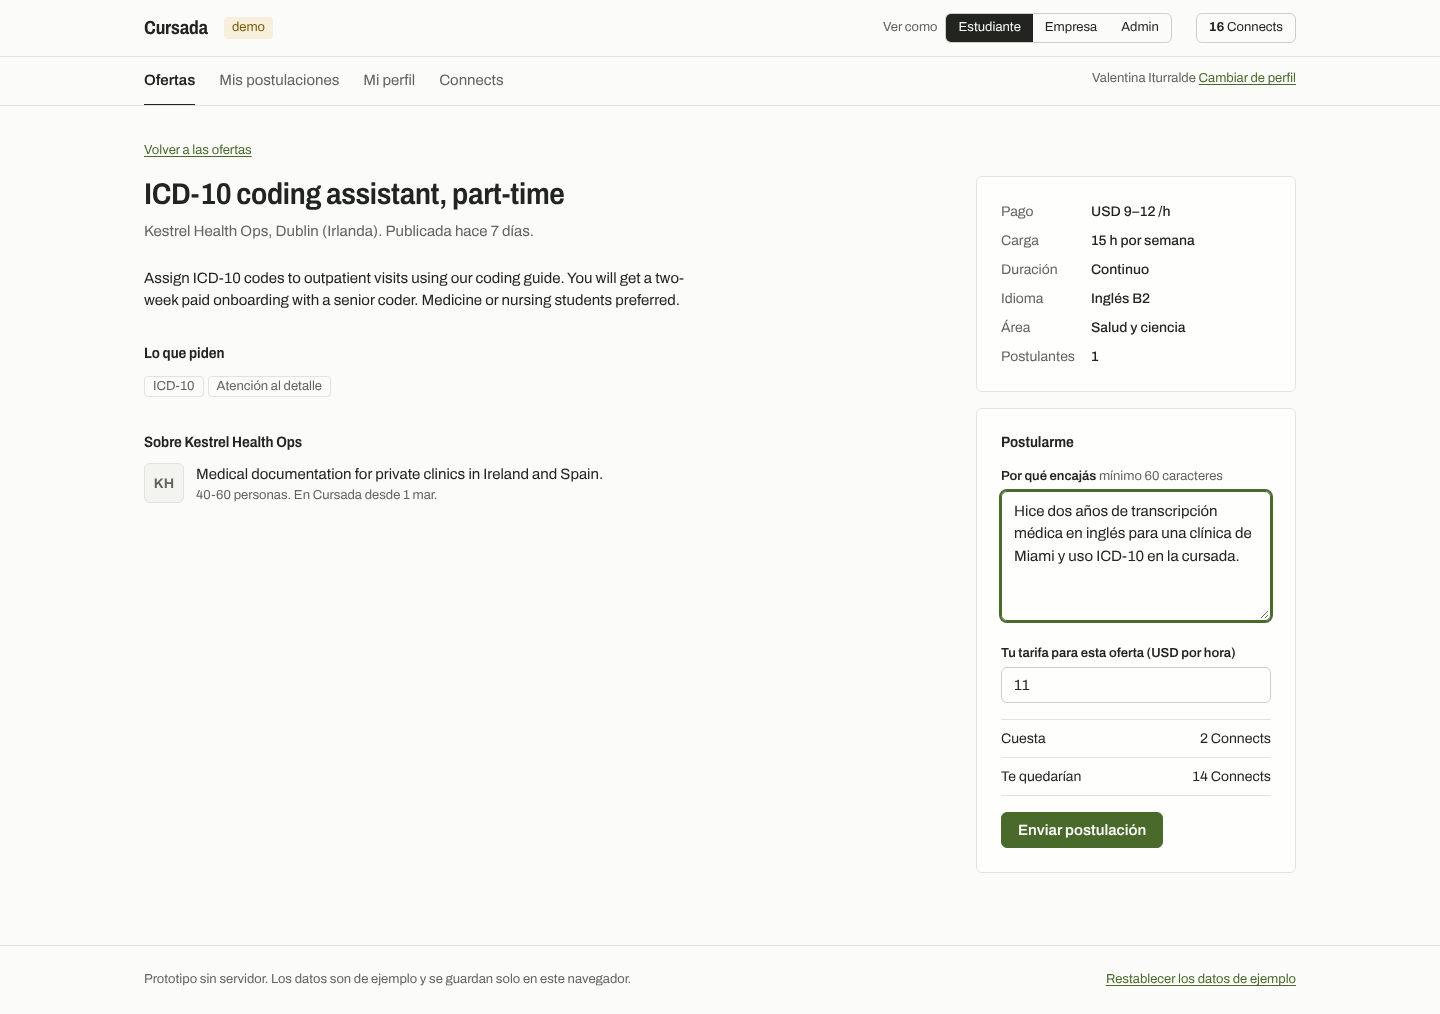 Cursada
demo
Ver como
Estudiante
Empresa
Admin
16 Connects
Ofertas
Mis postulaciones
Mi perfil
Connects
Valentina Iturralde Cambiar de perfil
Volver a las ofertas
ICD-10 coding assistant, part-time
Kestrel Health Ops, Dublin (Irlanda). Publicada hace 7 días.
Assign ICD-10 codes to outpatient visits using our coding guide. You will get a two-
week paid onboarding with a senior coder. Medicine or nursing students preferred.
Lo que piden
ICD-10
Atención al detalle
Sobre Kestrel Health Ops
KH
Medical documentation for private clinics in Ireland and Spain.
40-60 personas. En Cursada desde 1 mar.
Pago USD 9–12 /h
Carga 15 h por semana
Duración Continuo
Idioma Inglés B2
Área Salud y ciencia
Postulantes 1
Postularme
Por qué encajás mínimo 60 caracteres
Hice dos años de transcripción
médica en inglés para una clínica de
Miami y uso ICD-10 en la cursada.
Tu tarifa para esta oferta (USD por hora)
11
Cuesta 2 Connects
Te quedarían 14 Connects
Enviar postulación
Prototipo sin servidor. Los datos son de ejemplo y se guardan solo en este navegador.
Restablecer los datos de ejemplo